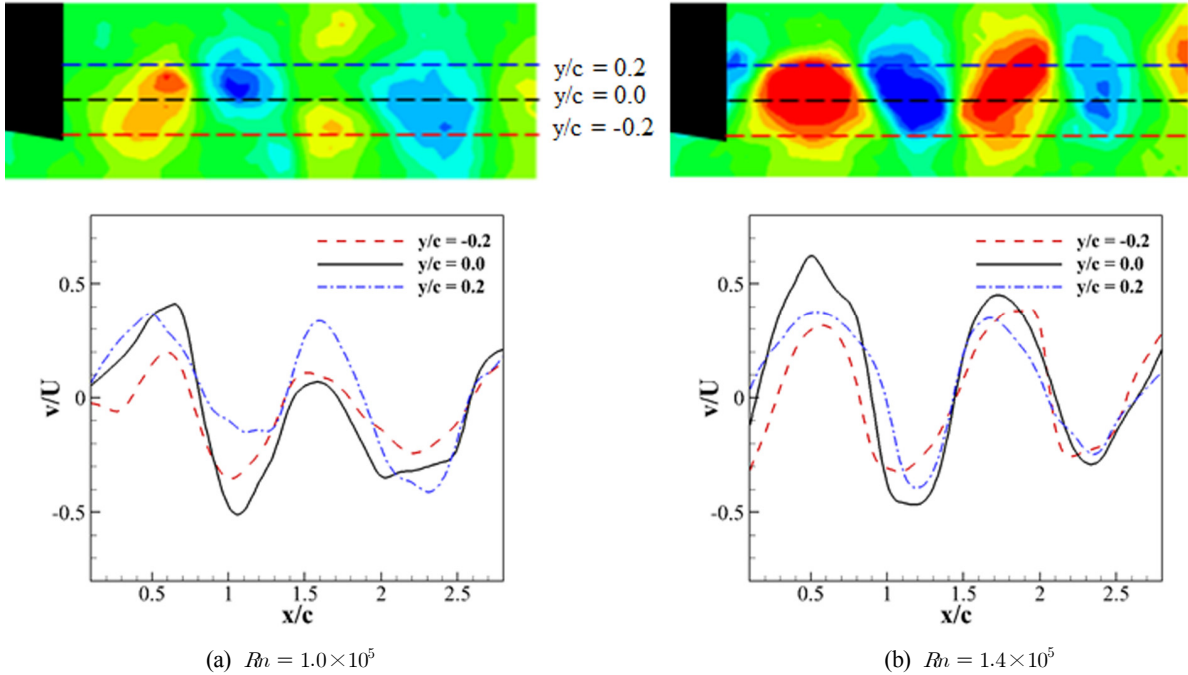 y/c = 0.2
y/c = 0.0
y/c = -0.2
y/c = -0.2
y/c = 0.0
y/c = 0.2
0.5
0
-0.5
v/U
0.5 1 1.5 2 2.5
x/c
(a) Rn = 1.0×10⁵
y/c = -0.2
y/c = 0.0
y/c = 0.2
0.5
0
-0.5
v/U
0.5 1 1.5 2 2.5
x/c
(b) Rn = 1.4×10⁵